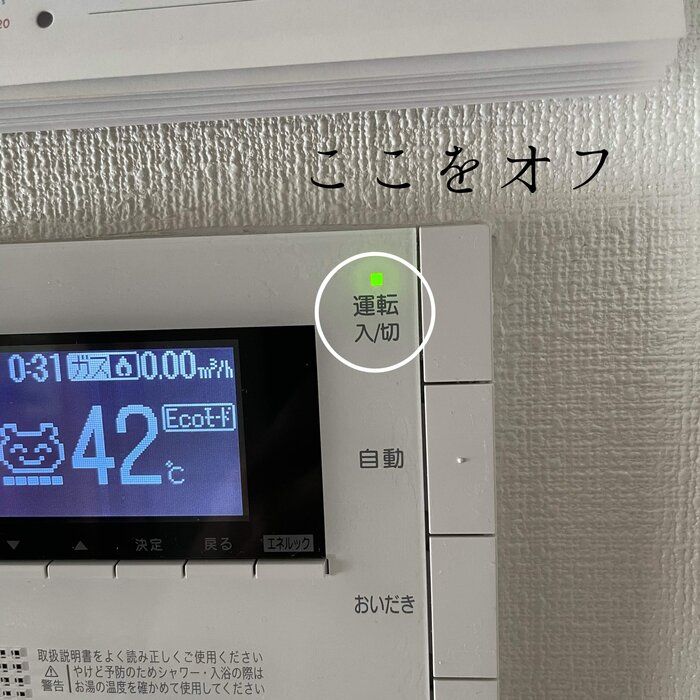 20
ここをオフ
運転
入/切
0:31 ガス 0.00m³/h
Ecoモード
42℃
自動
▼ ▲ 決定 戻る エネルック
おいだき
取扱説明書をよく読み正しくご使用ください
警告
やけど予防のためシャワー・入浴の際は
お湯の温度を確かめて使用してください